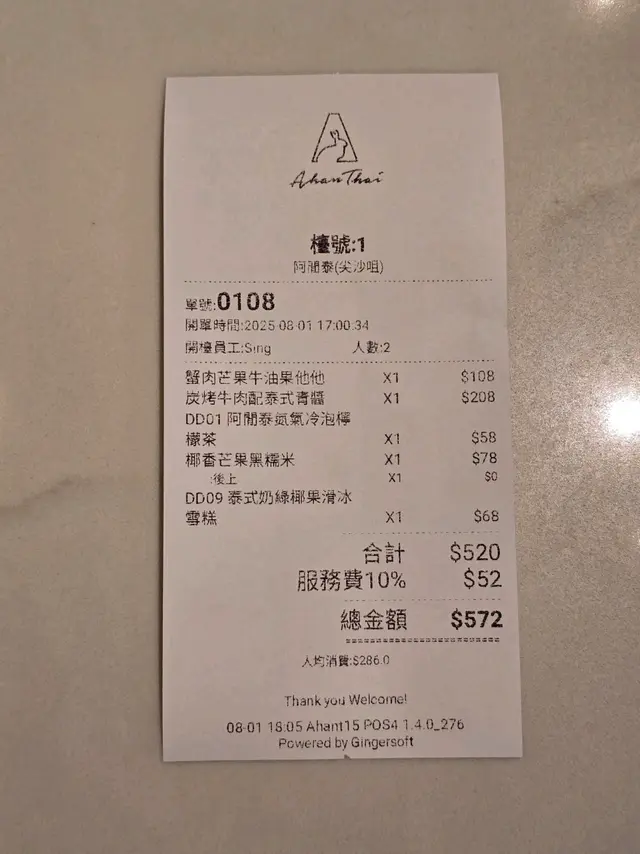 Ahan Thai
檯號:1
阿閒泰(尖沙咀)
單號:0108
開單時間:2025-08-01 17:00:34
開檯員工:Sing 人數:2
蟹肉芒果牛油果他他 X1 $108
炭烤牛肉配泰式青醬 X1 $208
DD01 阿閒泰氮氣冷泡檸
檬茶 X1 $58
椰香芒果黑糯米 X1 $78
:後上 X1 $0
DD09 泰式奶綠椰果滑冰
雪糕 X1 $68
合計 $520
服務費10% $52
總金額 $572
人均消費:$286.0
Thank you Welcome!
08-01 18:05 Ahant15 POS4 1.4.0_276
Powered by Gingersoft